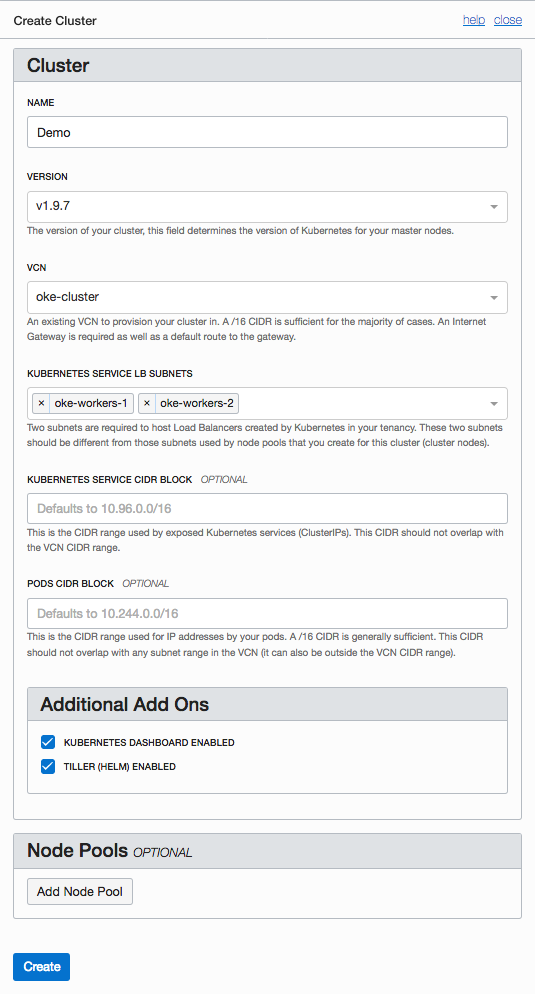 Create Cluster help close
Cluster
NAME
Demo
VERSION
v1.9.7
The version of your cluster, this field determines the version of Kubernetes for your master nodes.
VCN
oke-cluster
An existing VCN to provision your cluster in. A /16 CIDR is sufficient for the majority of cases. An Internet
Gateway is required as well as a default route to the gateway.
KUBERNETES SERVICE LB SUBNETS
× oke-workers-1 × oke-workers-2
Two subnets are required to host Load Balancers created by Kubernetes in your tenancy. These two subnets
should be different from those subnets used by node pools that you create for this cluster (cluster nodes).
KUBERNETES SERVICE CIDR BLOCK OPTIONAL
Defaults to 10.96.0.0/16
This is the CIDR range used by exposed Kubernetes services (ClusterIPs). This CIDR should not overlap with
the VCN CIDR range.
PODS CIDR BLOCK OPTIONAL
Defaults to 10.244.0.0/16
This is the CIDR range used for IP addresses by your pods. A /16 CIDR is generally sufficient. This CIDR
should not overlap with any subnet range in the VCN (it can also be outside the VCN CIDR range).
Additional Add Ons
KUBERNETES DASHBOARD ENABLED
TILLER (HELM) ENABLED
Node Pools OPTIONAL
Add Node Pool
Create